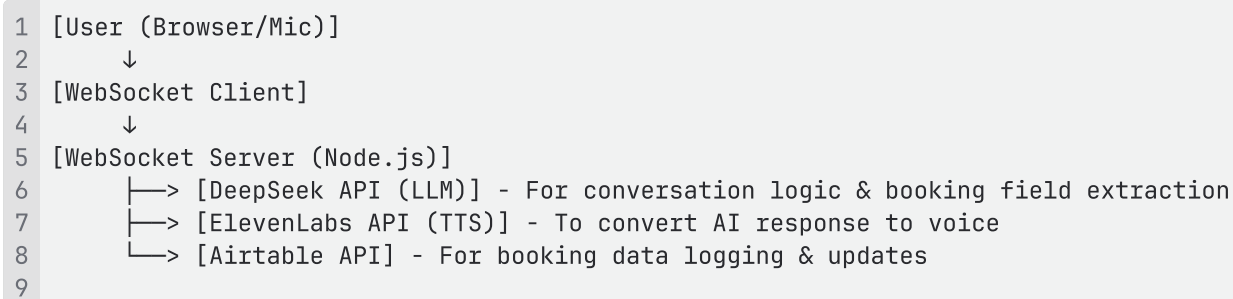 1 [User (Browser/Mic)]
2 ↓
3 [WebSocket Client]
4 ↓
5 [WebSocket Server (Node.js)]
6 ├──> [DeepSeek API (LLM)] - For conversation logic & booking field extraction
7 ├──> [ElevenLabs API (TTS)] - To convert AI response to voice
8 └──> [Airtable API] - For booking data logging & updates
9